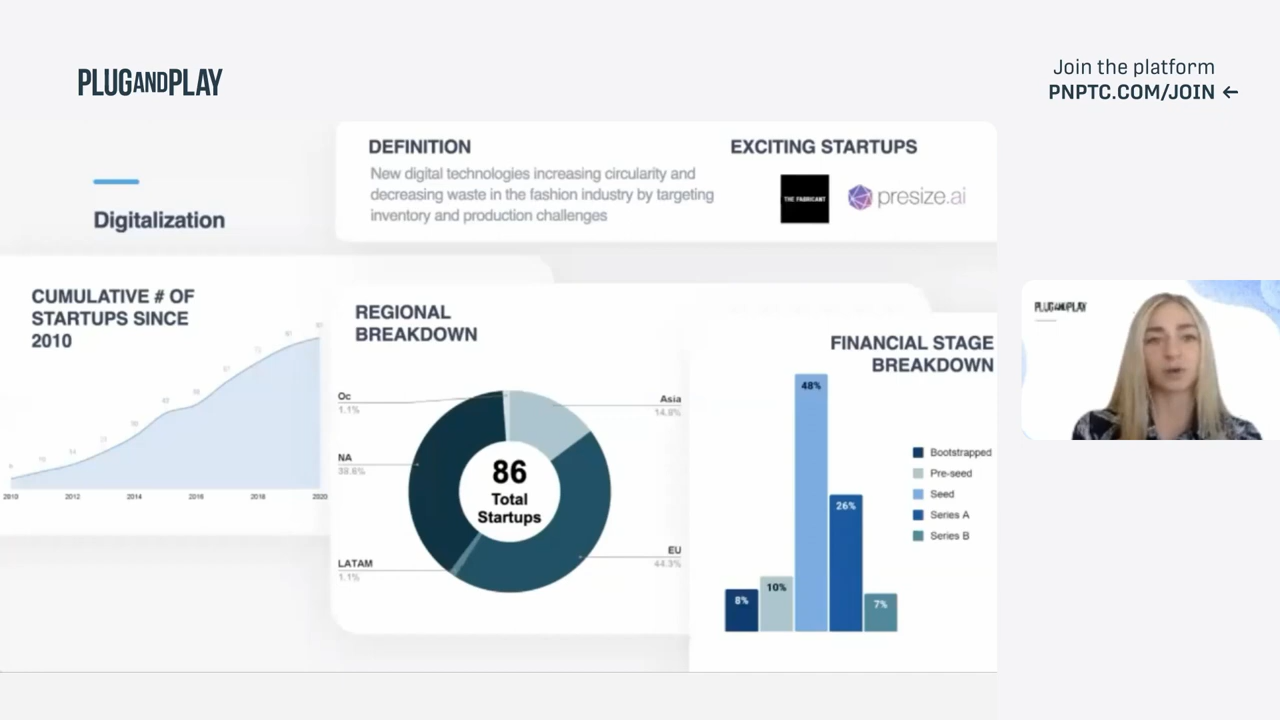 PLUGANDPLAY
Join the platform
PNPTC.COM/JOIN ←
DEFINITION
New digital technologies increasing circularity and
decreasing waste in the fashion industry by targeting
inventory and production challenges
EXCITING STARTUPS
THE FABRICANT
presize.ai
Digitalization
CUMULATIVE # OF
STARTUPS SINCE
2010
2010
2012
2014
2016
2018
2020
REGIONAL
BREAKDOWN
Oc
1.1%
Asia
14.8%
NA
38.6%
86
Total
Startups
LATAM
1.1%
EU
44.3%
FINANCIAL STAGE
BREAKDOWN
8%
10%
48%
26%
7%
Bootstrapped
Pre-seed
Seed
Series A
Series B
PLUGANDPLAY